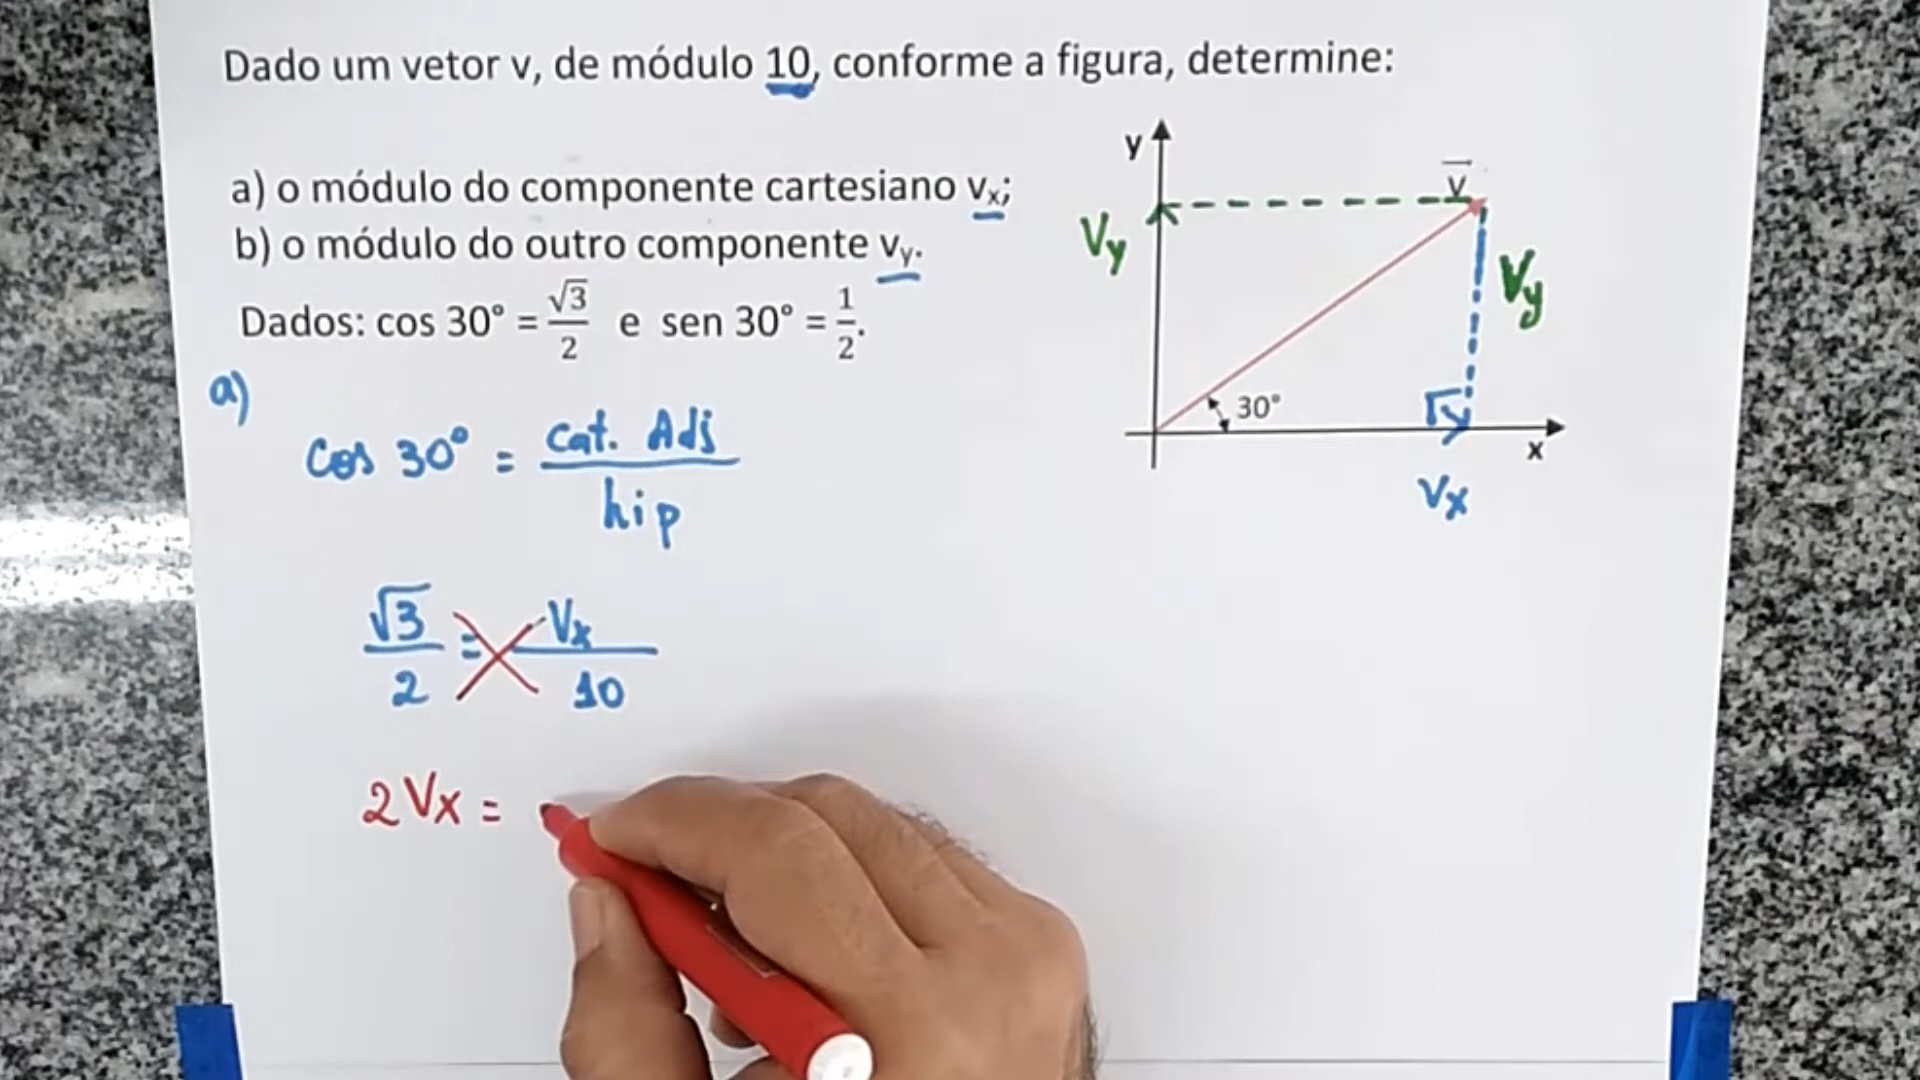 Dado um vetor v, de módulo 10, conforme a figura, determine:
a) o módulo do componente cartesiano vₓ;
b) o módulo do outro componente vᵧ.
Dados: cos 30° = √3/2 e sen 30° = 1/2.
y
v
Vy
Vy
30°
x
Vx
a)
Cos 30° = Cat. Adj / hip
√3/2 = Vx/10
2Vx =